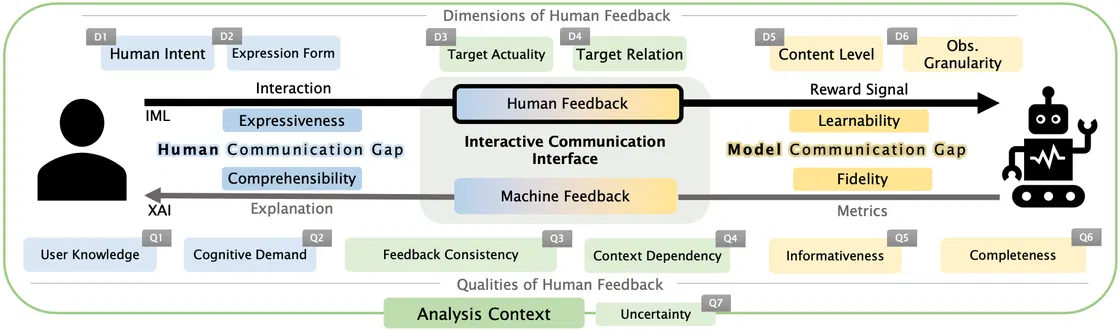 Dimensions of Human Feedback
D1
Human Intent
D2
Expression Form
D3
Target Actuality
D4
Target Relation
D5
Content Level
D6
Obs.
Granularity
Interaction
Human Feedback
Reward Signal
IML
Expressiveness
Learnability
Human Communication Gap
Interactive Communication
Interface
Model Communication Gap
Comprehensibility
Fidelity
Machine Feedback
XAI
Explanation
Metrics
User Knowledge
Q1
Cognitive Demand
Q2
Feedback Consistency
Q3
Context Dependency
Q4
Informativeness
Q5
Completeness
Q6
Qualities of Human Feedback
Analysis Context
Uncertainty
Q7